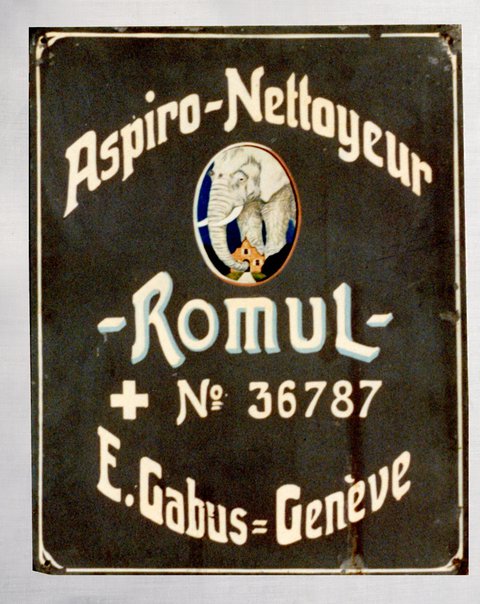 Aspiro-Nettoyeur
-Romul-
+ No 36787
E. Gabus=Genève